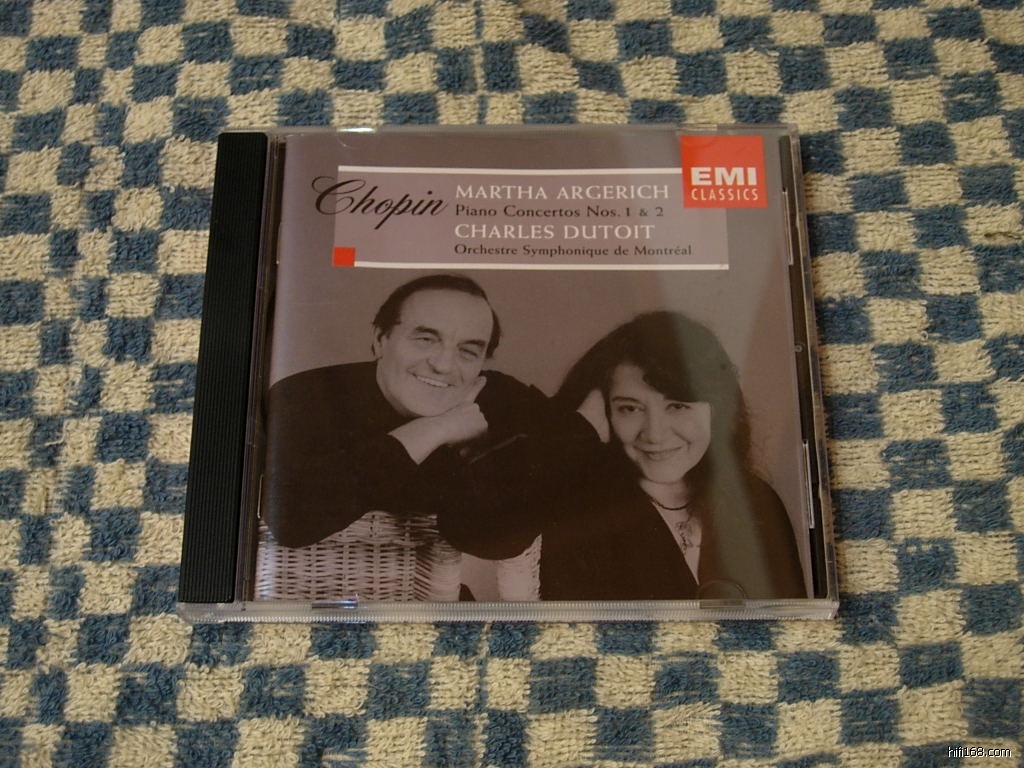 Chopin
MARTHA ARGERICH
Piano Concertos Nos. 1 & 2
CHARLES DUTOIT
Orchestre Symphonique de Montréal
EMI
CLASSICS
hifi168.com